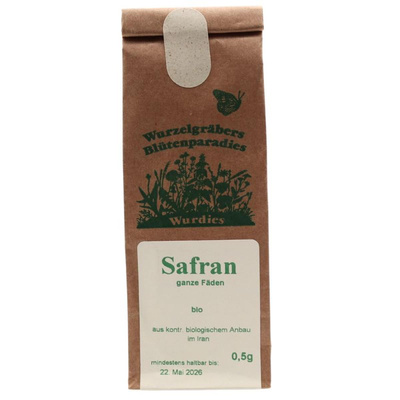 Wurzelgräbers
Blütenparadies
Wurdies
Safran
ganze Fäden
bio
aus kontr. biologischem Anbau
im Iran
0,5g
mindestens haltbar bis:
22. Mai 2026